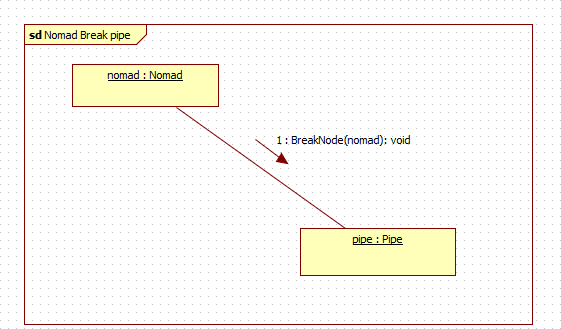 sd Nomad Break pipe
nomad : Nomad
1 : BreakNode(nomad): void
pipe : Pipe